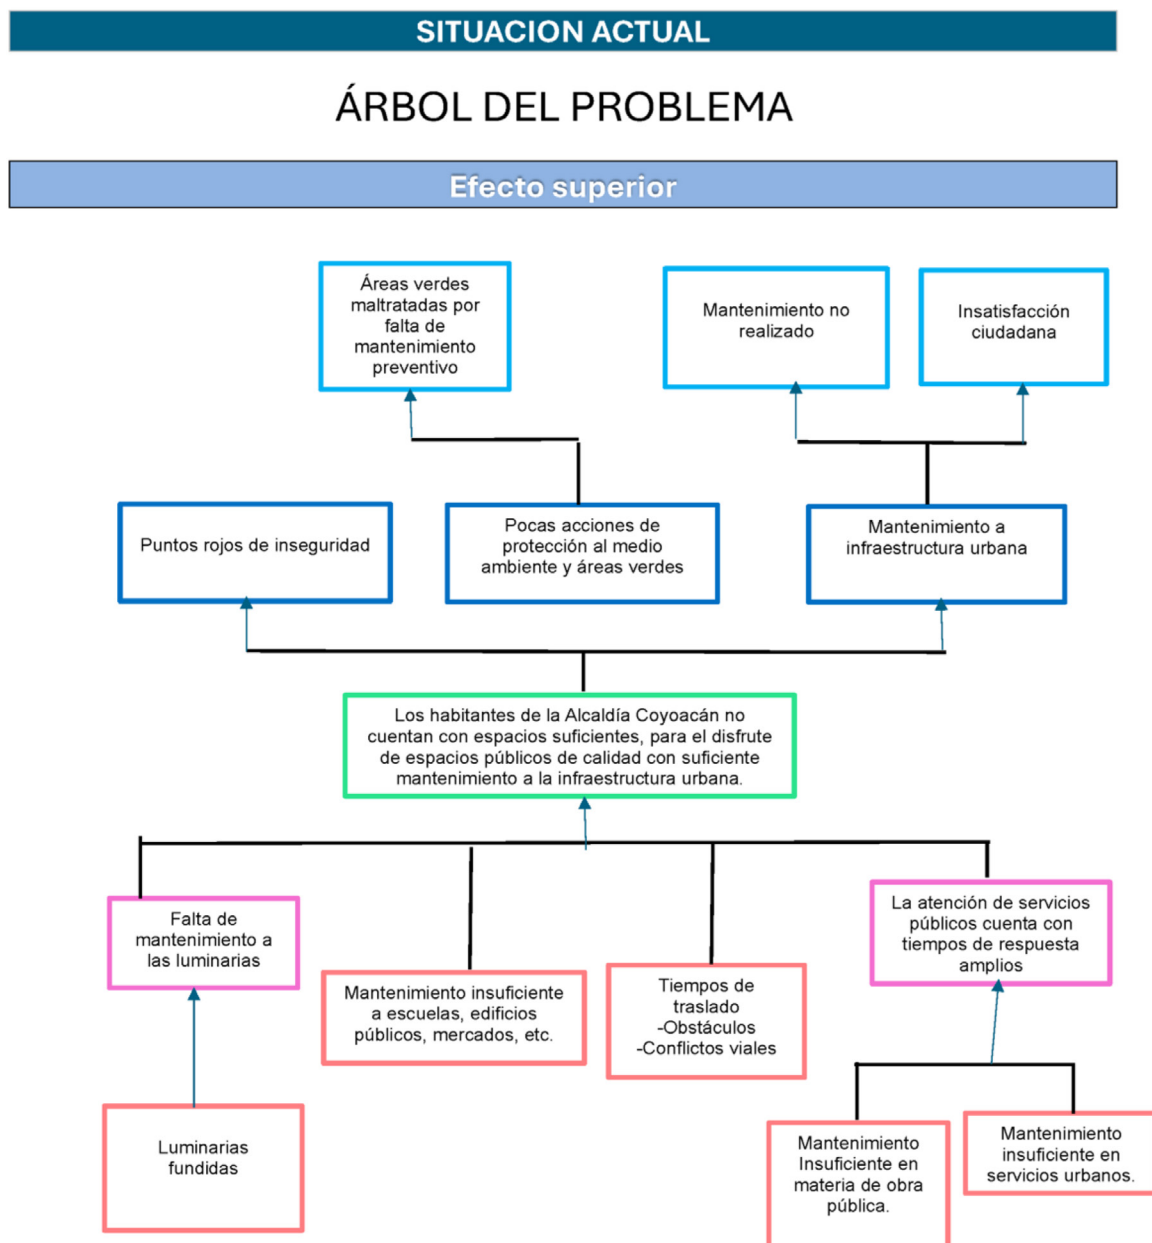 SITUACION ACTUAL
ÁRBOL DEL PROBLEMA
Efecto superior
Áreas verdes
maltratadas por
falta de
mantenimiento
preventivo
Mantenimiento no
realizado
Insatisfacción
ciudadana
Puntos rojos de inseguridad
Pocas acciones de
protección al medio
ambiente y áreas verdes
Mantenimiento a
infraestructura urbana
Los habitantes de la Alcaldía Coyoacán no
cuentan con espacios suficientes, para el disfrute
de espacios públicos de calidad con suficiente
mantenimiento a la infraestructura urbana.
Falta de
mantenimiento a
las luminarias
Mantenimiento insuficiente
a escuelas, edificios
públicos, mercados, etc.
Tiempos de
traslado
-Obstáculos
-Conflictos viales
La atención de servicios
públicos cuenta con
tiempos de respuesta
amplios
Luminarias
fundidas
Mantenimiento
Insuficiente en
materia de obra
pública.
Mantenimiento
insuficiente en
servicios urbanos.